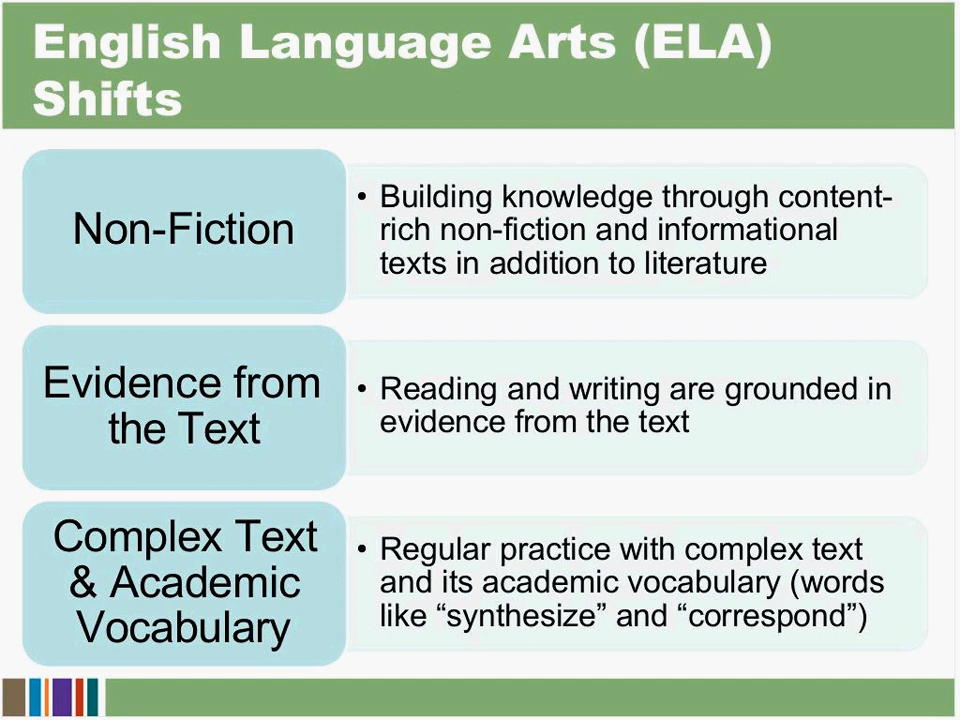 English Language Arts (ELA)
Shifts
Non-Fiction
• Building knowledge through content-
rich non-fiction and informational
texts in addition to literature
Evidence from
the Text
• Reading and writing are grounded in
evidence from the text
Complex Text
& Academic
Vocabulary
• Regular practice with complex text
and its academic vocabulary (words
like “synthesize” and “correspond”)